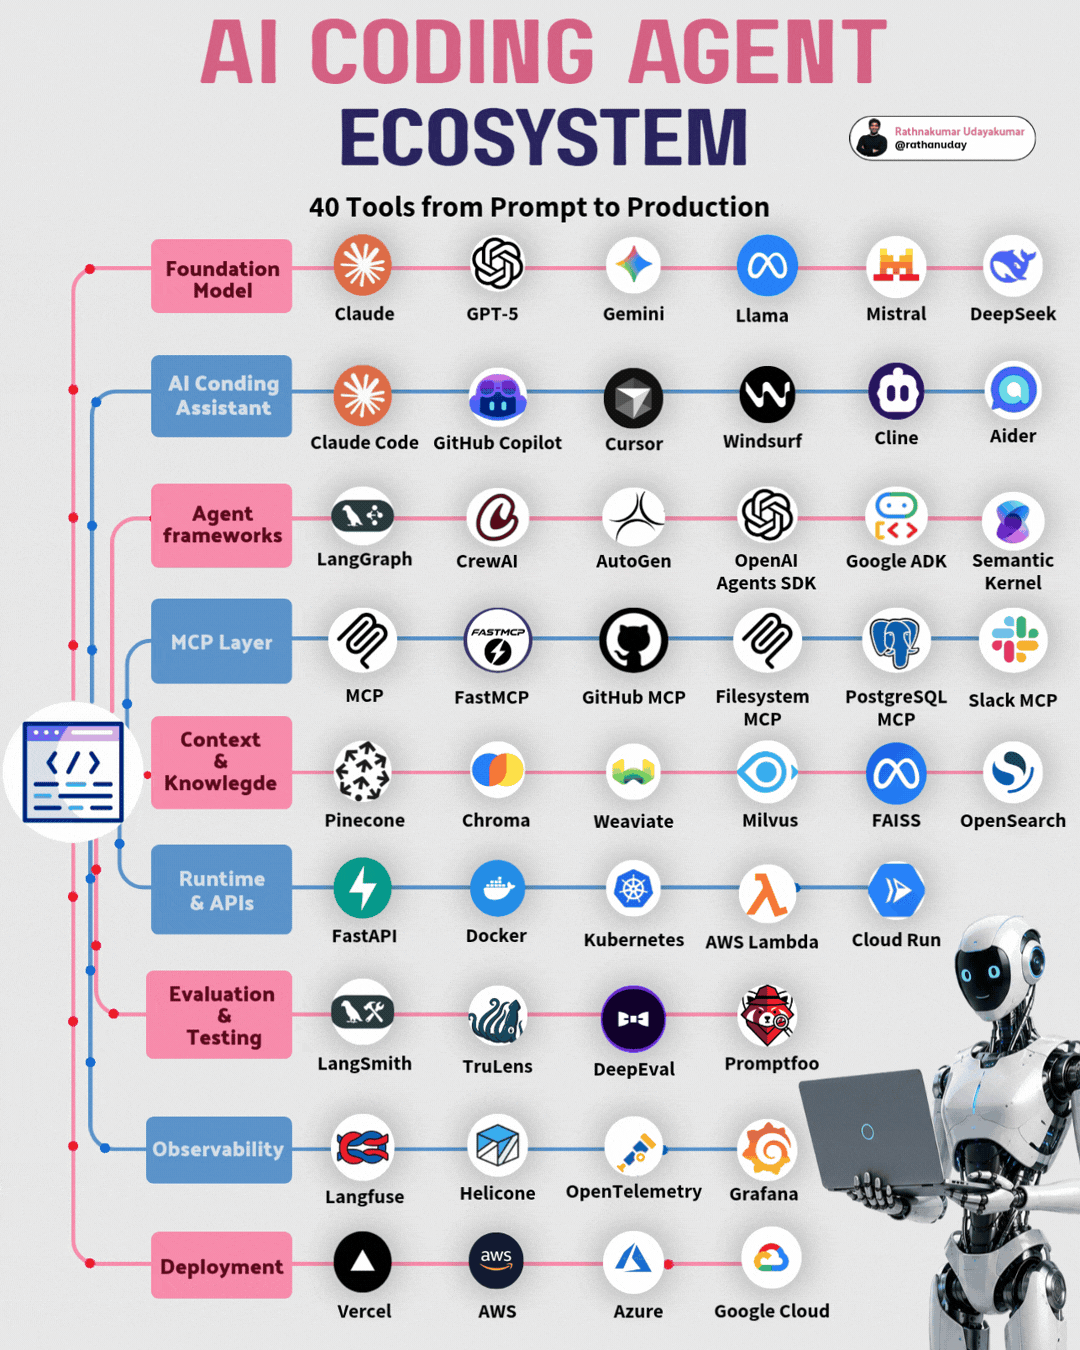 AI CODING AGENT
ECOSYSTEM
Rathnakumar Udayakumar
@rathanuday
40 Tools from Prompt to Production
Foundation
Model
Claude
GPT-5
Gemini
Llama
Mistral
DeepSeek
AI Conding
Assistant
Claude Code
GitHub Copilot
Cursor
Windsurf
Cline
Aider
Agent
frameworks
LangGraph
CrewAI
AutoGen
OpenAI
Agents SDK
Google ADK
Semantic
Kernel
MCP Layer
MCP
FASTMCP
FastMCP
GitHub MCP
Filesystem
MCP
PostgreSQL
MCP
Slack MCP
Context
&
Knowlegde
Pinecone
Chroma
Weaviate
Milvus
FAISS
OpenSearch
Runtime
& APIs
FastAPI
Docker
Kubernetes
AWS Lambda
Cloud Run
Evaluation
&
Testing
LangSmith
TruLens
DeepEval
Promptfoo
Observability
Langfuse
Helicone
OpenTelemetry
Grafana
Deployment
Vercel
aws
AWS
Azure
Google Cloud